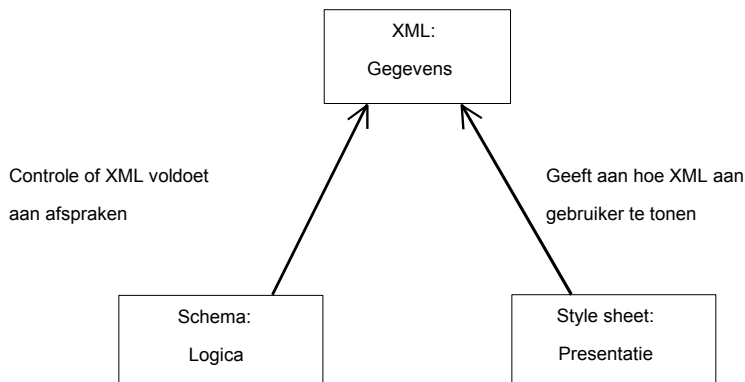 XML:
Gegevens
Controle of XML voldoet
aan afspraken
Geeft aan hoe XML aan
gebruiker te tonen
Schema:
Logica
Style sheet:
Presentatie